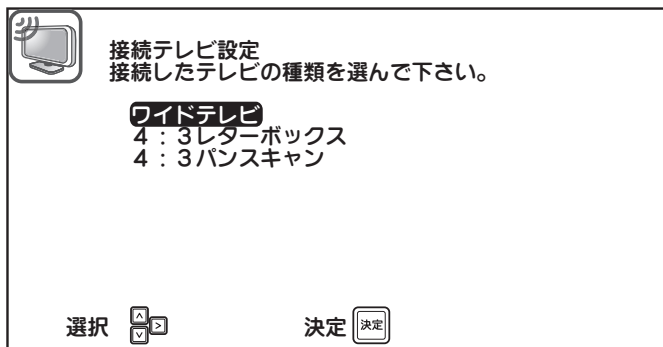 接続テレビ設定
接続したテレビの種類を選んで下さい。
ワイドテレビ
4:3レターボックス
4:3パンスキャン
選択 決定 決定